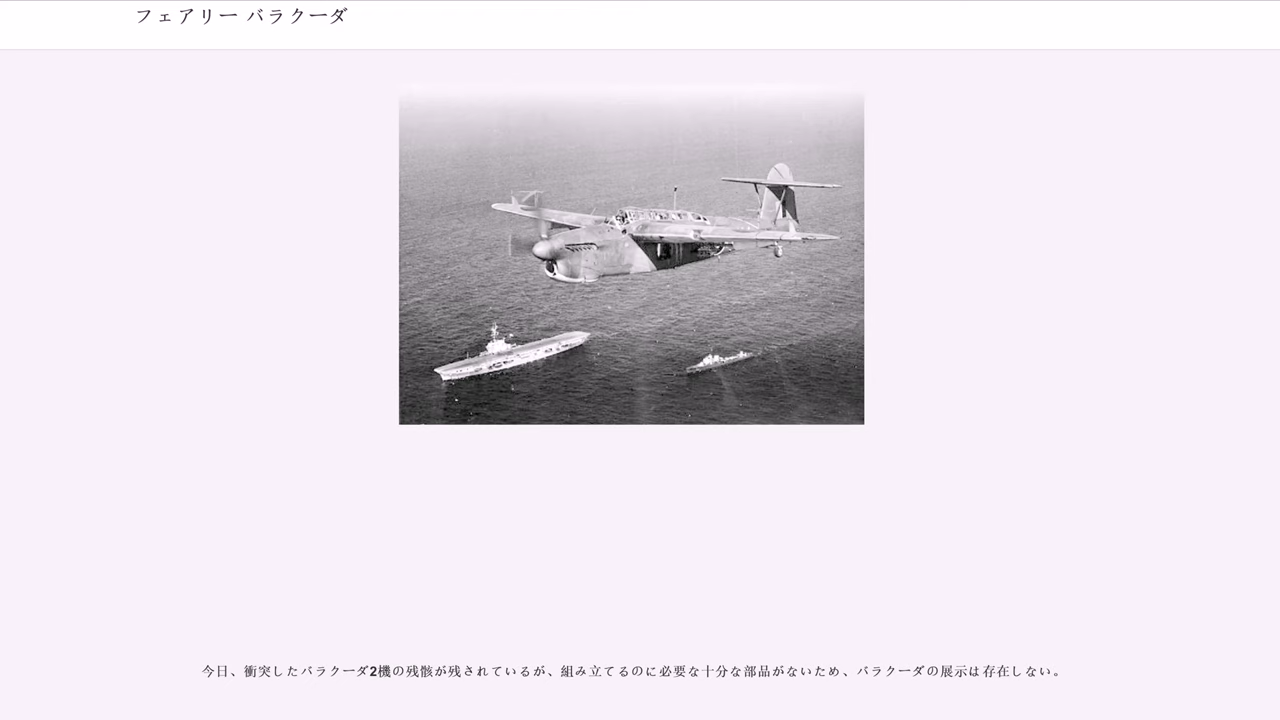 フェアリー バラクーダ
今日、衝突したバラクーダ2機の残骸が残されているが、組み立てるのに必要な十分な部品がないため、バラクーダの展示は存在しない。